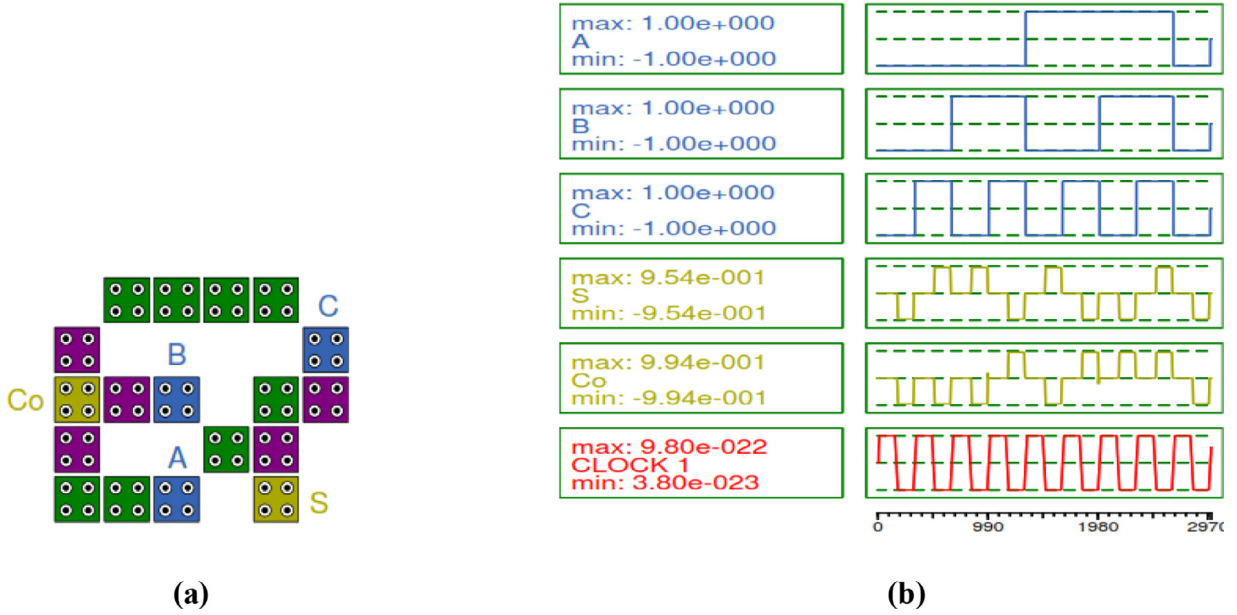 C
B
Co
A
S
max: 1.00e+000
A
min: -1.00e+000
max: 1.00e+000
B
min: -1.00e+000
max: 1.00e+000
C
min: -1.00e+000
max: 9.54e-001
S
min: -9.54e-001
max: 9.94e-001
Co
min: -9.94e-001
max: 9.80e-022
CLOCK 1
min: 3.80e-023
0 990 1980 2970
(a) (b)